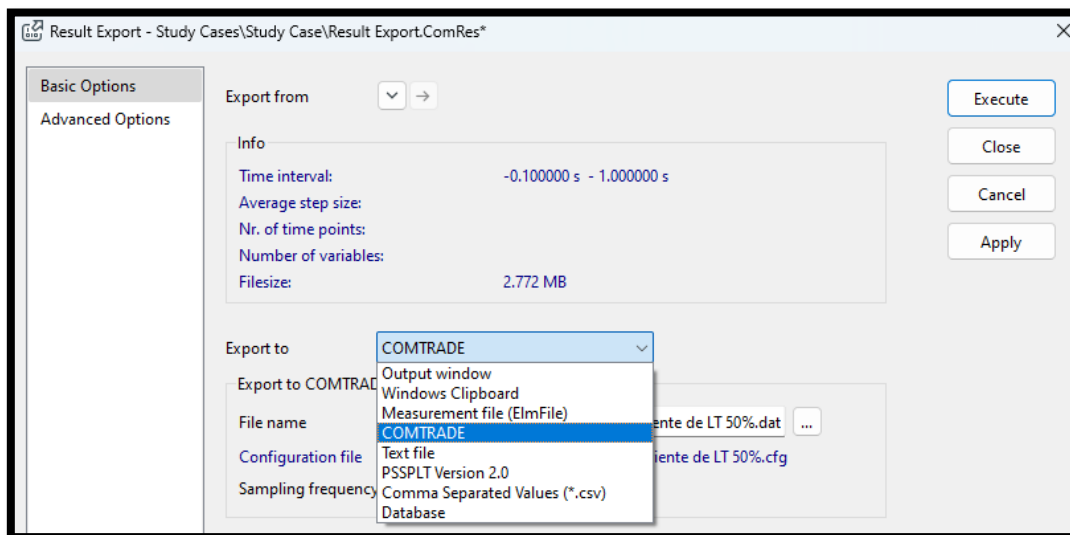 Result Export - Study Cases\Study Case\Result Export.ComRes*
Basic Options
Advanced Options
Export from
Info
Time interval: -0.100000 s - 1.000000 s
Average step size:
Nr. of time points:
Number of variables:
Filesize: 2.772 MB
Execute
Close
Cancel
Apply
Export to COMTRADE
Output window
Windows Clipboard
Measurement file (ElmFile)
COMTRADE
Text file
PSSPLT Version 2.0
Comma Separated Values (*.csv)
Database
Export to
File name de LT 50%.dat ...
Configuration file de LT 50%.cfg
Sampling frequency